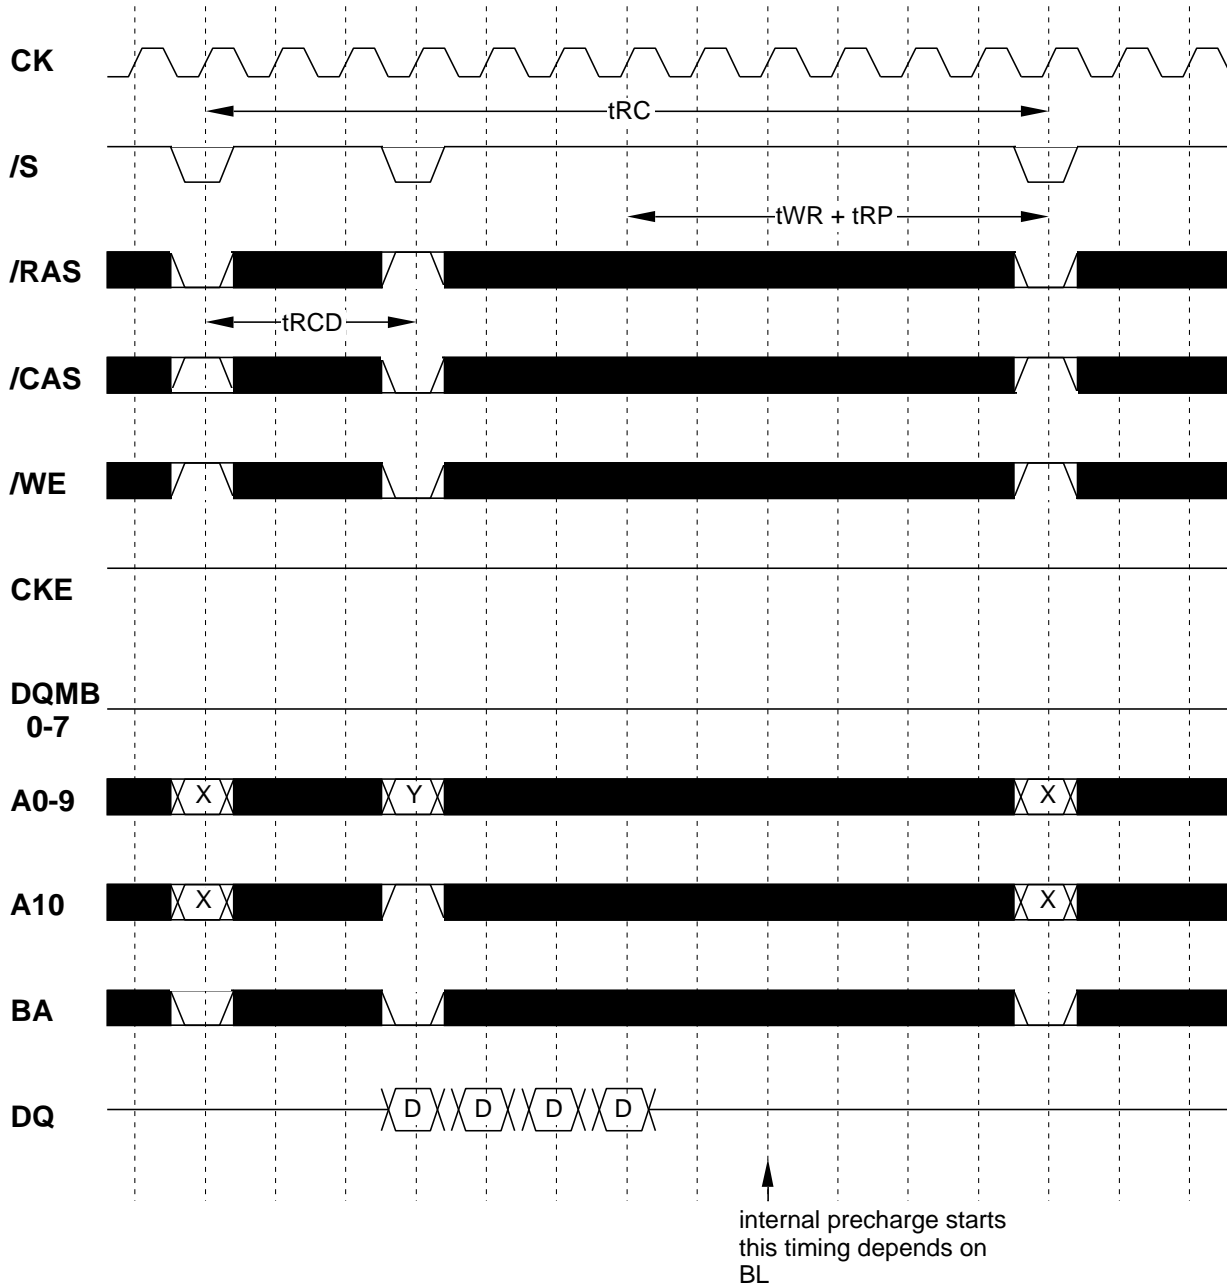 CK
tRC
/S
tWR + tRP
/RAS
tRCD
/CAS
/WE
CKE
DQMB
0-7
A0-9 X Y X
A10 X X
BA
DQ D D D D
internal precharge starts
this timing depends on
BL